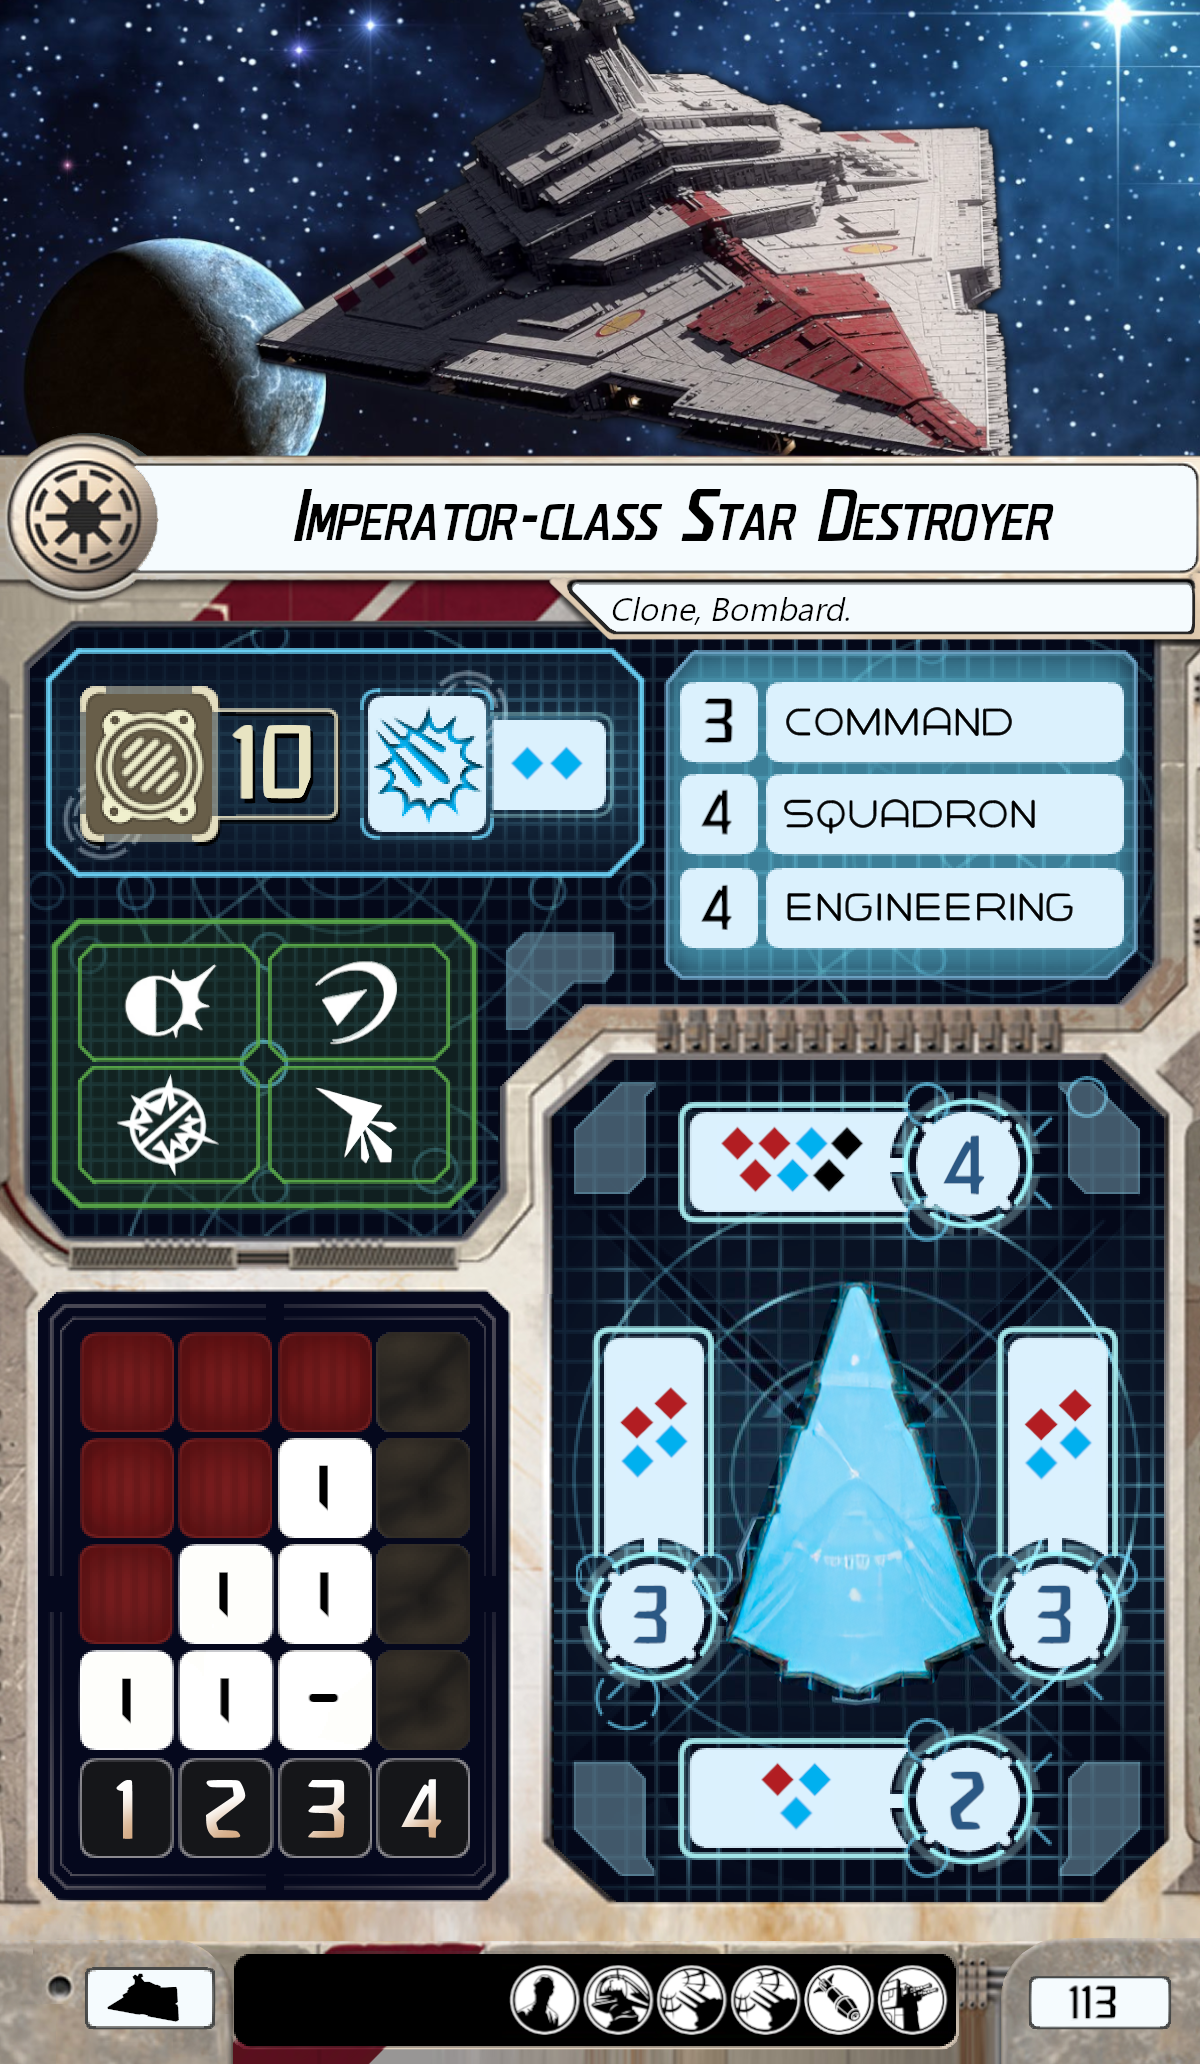 IMPERATOR-CLASS STAR DESTROYER
Clone, Bombard.
10
3 COMMAND
4 SQUADRON
4 ENGINEERING
4
I
I I
3 3
I I -
1 2 3 4
2
113